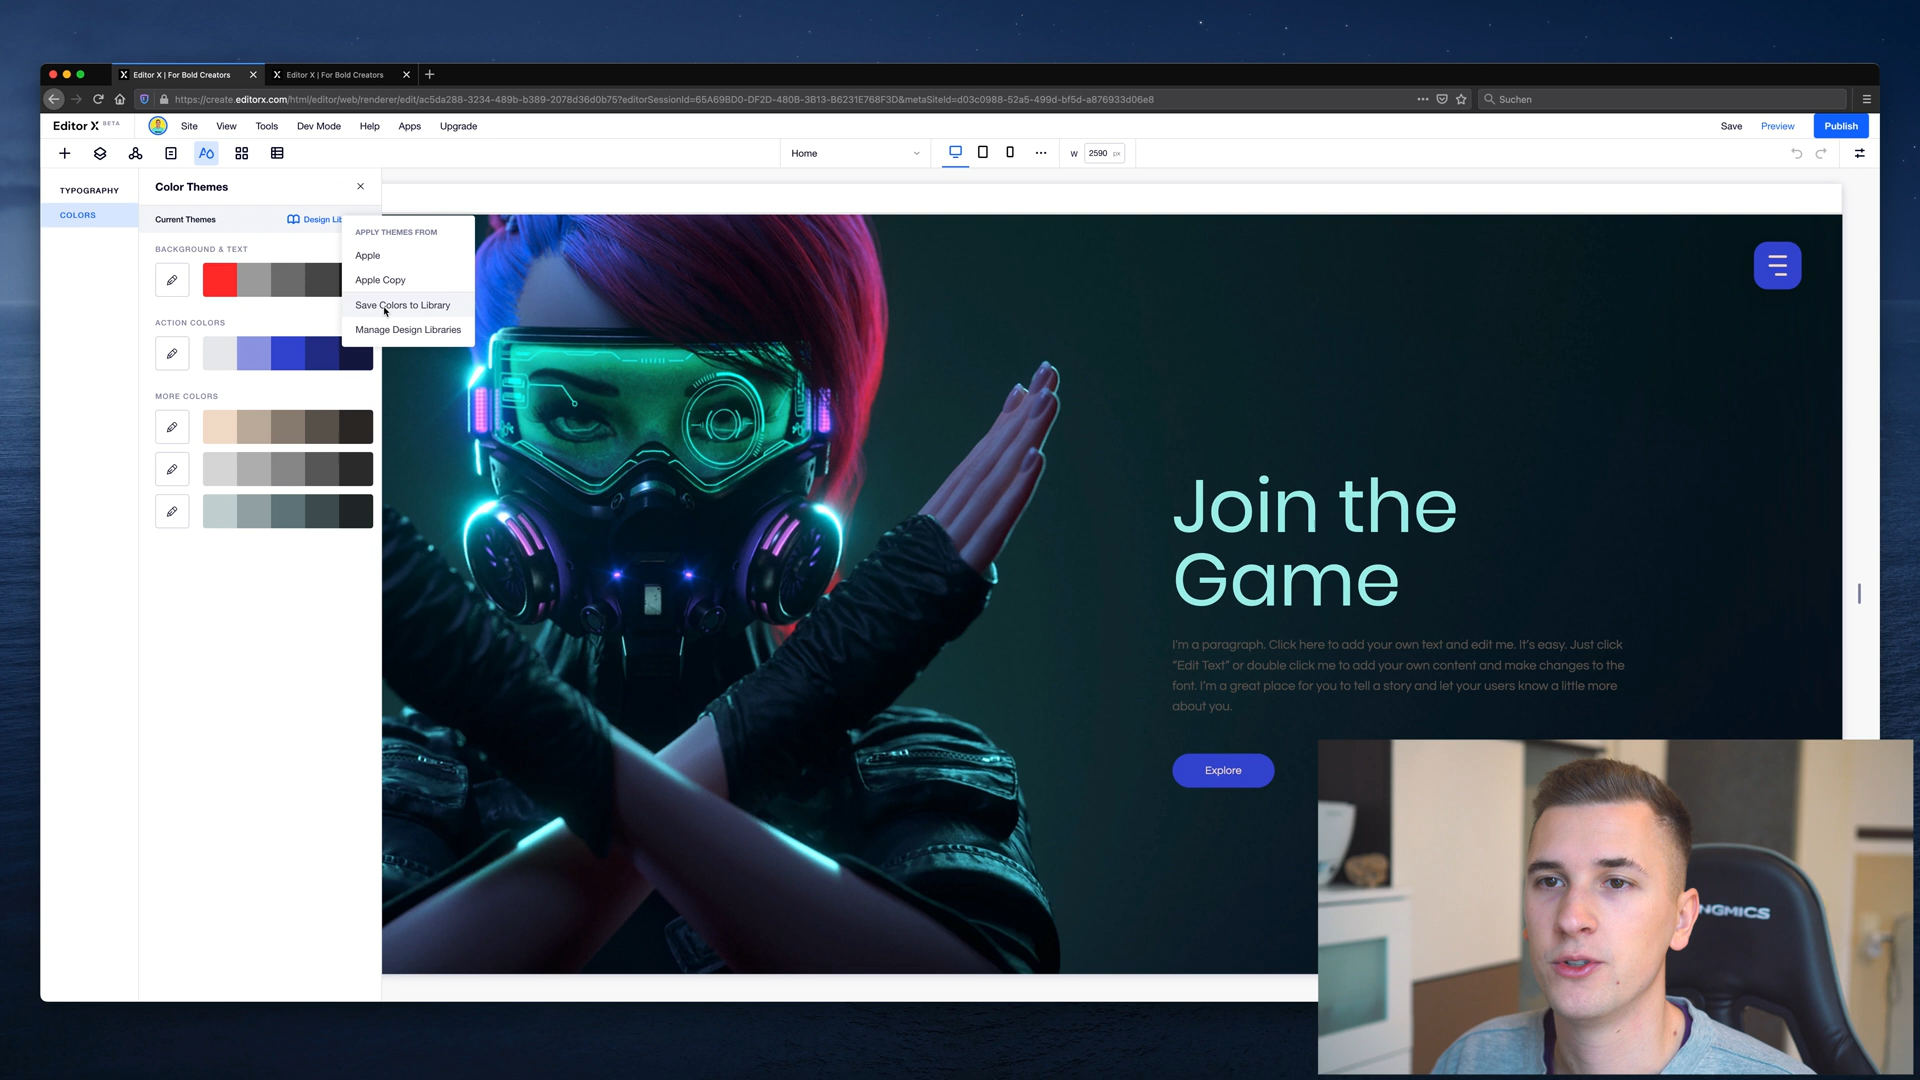 Editor X | For Bold Creators
Editor X | For Bold Creators
https://create.editorx.com/html/editor/web/renderer/edit/ac5da288-3234-489b-b389-2078d36d0b75?editorSessionId=65A69BD0-DF2D-480B-3B13-B6231E768F3D&metaSiteId=d03c0988-52a5-499d-bf5d-a876933d06e8
Suchen
Editor X BETA
Site
View
Tools
Dev Mode
Help
Apps
Upgrade
Save
Preview
Publish
Home
W 2590 px
TYPOGRAPHY
COLORS
Color Themes
Current Themes
Design Lib
BACKGROUND & TEXT
ACTION COLORS
MORE COLORS
APPLY THEMES FROM
Apple
Apple Copy
Save Colors to Library
Manage Design Libraries
Join the
Game
I'm a paragraph. Click here to add your own text and edit me. It's easy. Just click
"Edit Text" or double click me to add your own content and make changes to the
font. I'm a great place for you to tell a story and let your users know a little more
about you.
Explore
NGMICS